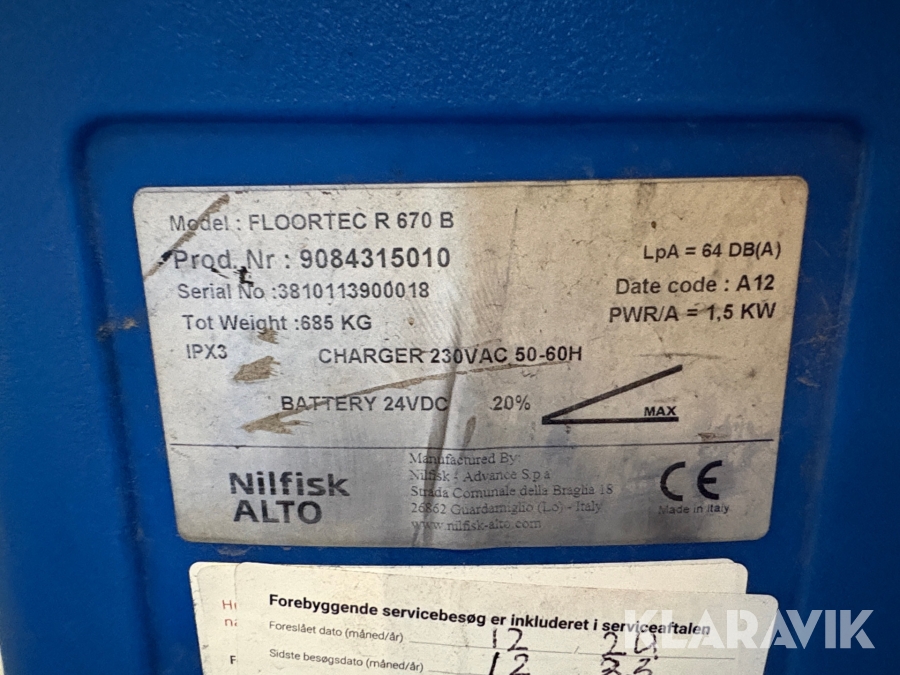 Model : FLOORTEC R 670 B
Prod. Nr : 9084315010
LpA = 64 DB(A)
Serial No :3810113900018
Date code : A12
Tot Weight :685 KG
PWR/A = 1,5 KW
IPX3
CHARGER 230VAC 50-60H
BATTERY 24VDC 20%
MAX
Nilfisk
ALTO
Manufactured By:
Nilfisk - Advance S.p.a
Strada Comunale della Braglia 18
26862 Guardamiglio (Lo) - Italy
www.nilfisk-alto.com
CE
Made in Italy
Forebyggende servicebesøg er inkluderet i serviceaftalen
Foreslået dato (måned/år) 12 24
Sidste besøgsdato (måned/år) 12 23
KLARAVIK